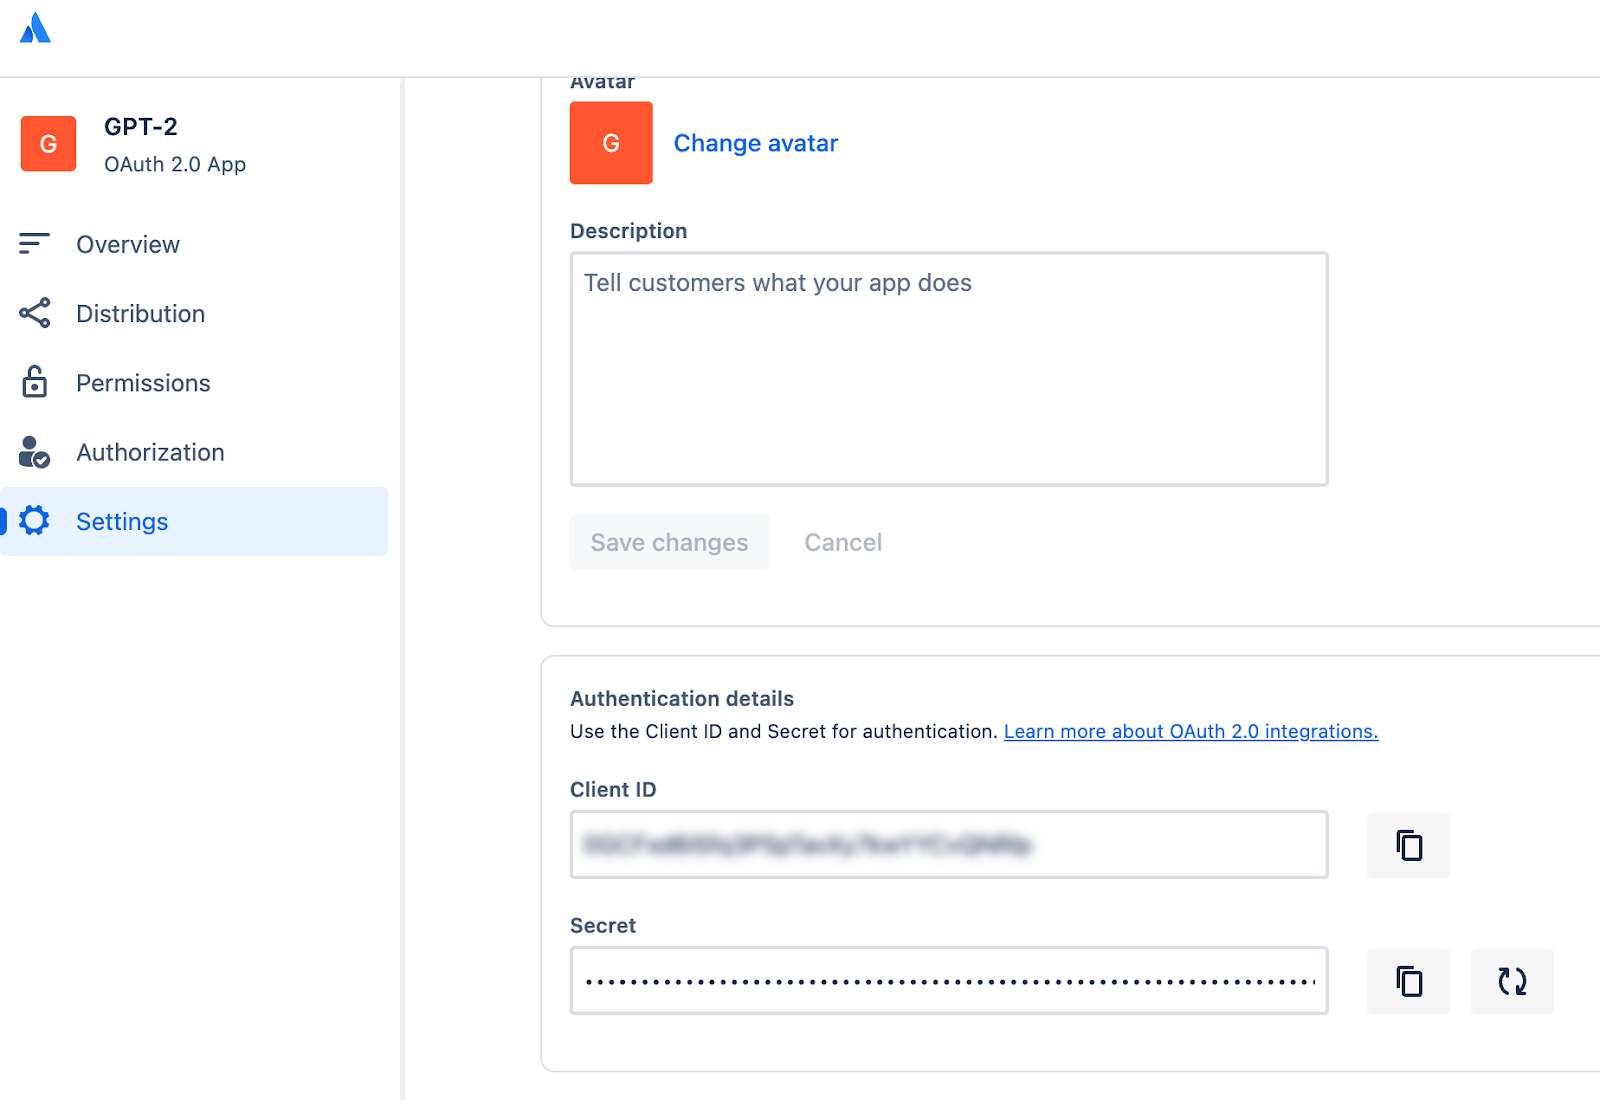 G
GPT-2
OAuth 2.0 App
Overview
Distribution
Permissions
Authorization
Settings
Avatar
G
Change avatar
Description
Tell customers what your app does
Save changes
Cancel
Authentication details
Use the Client ID and Secret for authentication. Learn more about OAuth 2.0 integrations.
Client ID
Secret